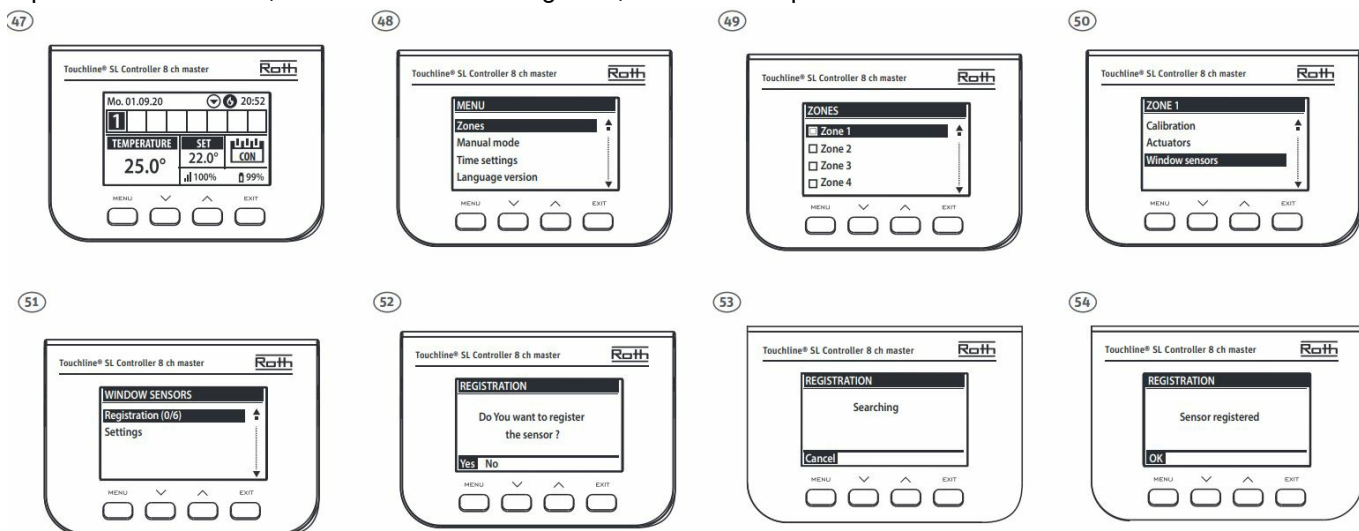 47
Touchline® SL Controller 8 ch master Roth
Mo. 01.09.20 20:52
1
TEMPERATURE SET
25.0° 22.0° CON
100% 99%
MENU EXIT
48
Touchline® SL Controller 8 ch master Roth
MENU
Zones
Manual mode
Time settings
Language version
MENU EXIT
49
Touchline® SL Controller 8 ch master Roth
ZONES
Zone 1
Zone 2
Zone 3
Zone 4
MENU EXIT
50
Touchline® SL Controller 8 ch master Roth
ZONE 1
Calibration
Actuators
Window sensors
MENU EXIT
51
Touchline® SL Controller 8 ch master Roth
WINDOW SENSORS
Registration (0/6)
Settings
MENU EXIT
52
Touchline® SL Controller 8 ch master Roth
REGISTRATION
Do You want to register
the sensor ?
Yes No
MENU EXIT
53
Touchline® SL Controller 8 ch master Roth
REGISTRATION
Searching
Cancel
MENU EXIT
54
Touchline® SL Controller 8 ch master Roth
REGISTRATION
Sensor registered
OK
MENU EXIT